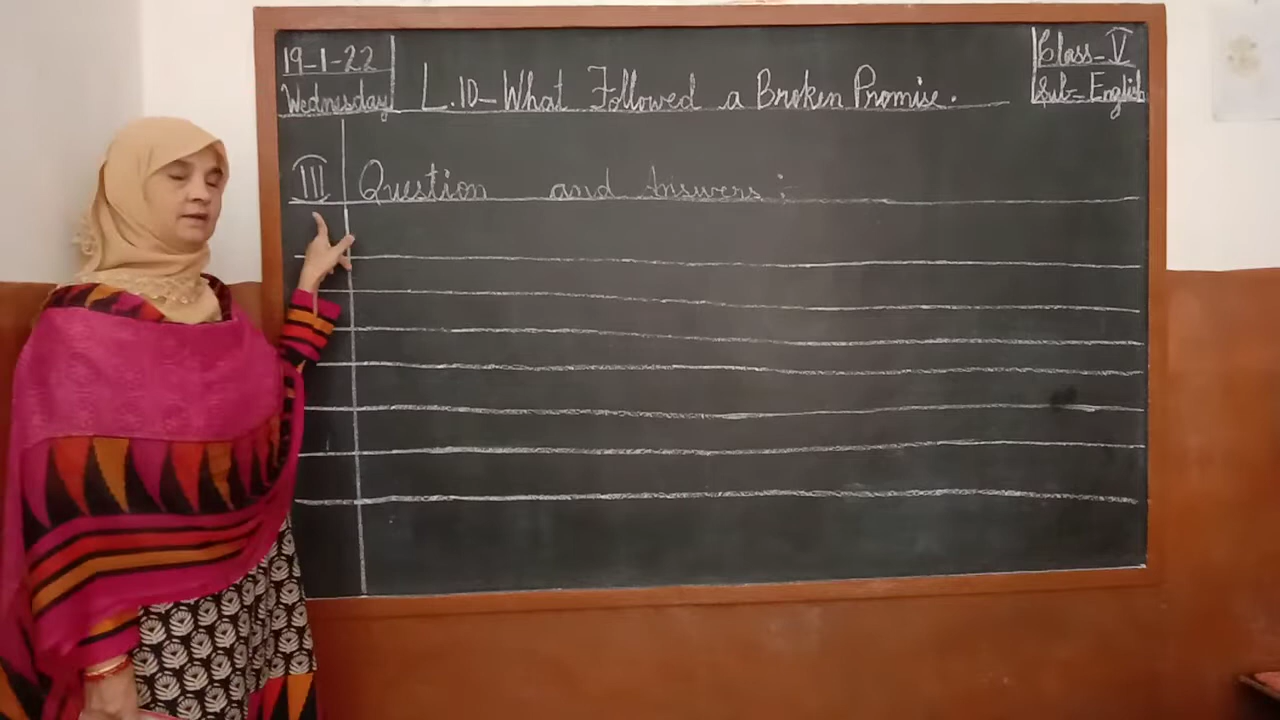 19-1-22
Wednesday
L.10-What Followed a Broken Promise.
Class-V
Sub-English
III Question and Answers: